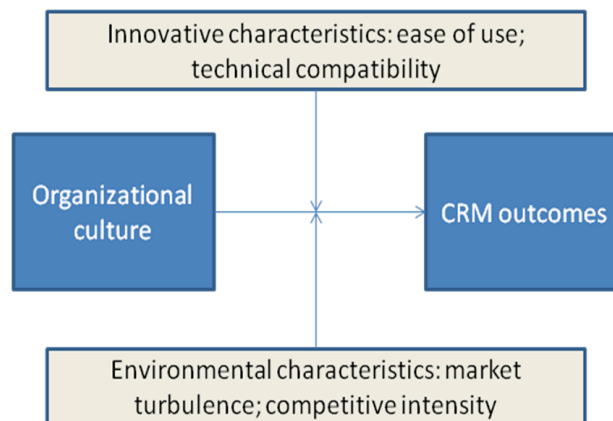 Innovative characteristics: ease of use;
technical compatibility
Organizational
culture
CRM outcomes
Environmental characteristics: market
turbulence; competitive intensity